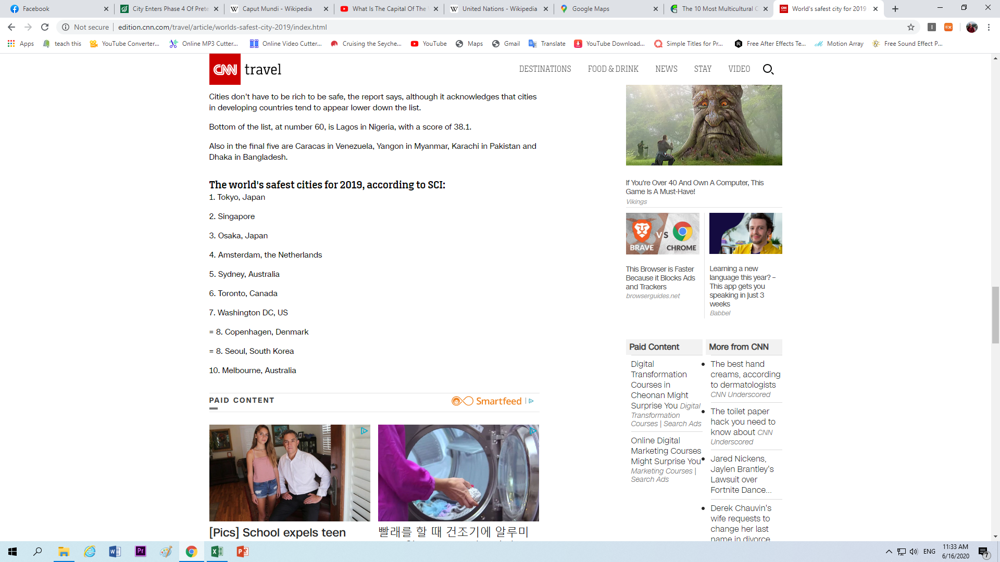 Facebook
City Enters Phase 4 Of Prete
Caput Mundi - Wikipedia
What Is The Capital Of The
United Nations - Wikipedia
Google Maps
The 10 Most Multicultural C
World's safest city for 2019
Not secure
edition.cnn.com/travel/article/worlds-safest-city-2019/index.html
Apps
teach this
YouTube Converter...
Online MP3 Cutter...
Online Video Cutter...
Cruising the Seyche...
YouTube
Maps
Gmail
Translate
YouTube Download...
Simple Titles for Pr...
Free After Effects Te...
Motion Array
Free Sound Effect P...
CNN travel
DESTINATIONS
FOOD & DRINK
NEWS
STAY
VIDEO
Cities don't have to be rich to be safe, the report says, although it acknowledges that cities
in developing countries tend to appear lower down the list.
Bottom of the list, at number 60, is Lagos in Nigeria, with a score of 38.1.
Also in the final five are Caracas in Venezuela, Yangon in Myanmar, Karachi in Pakistan and
Dhaka in Bangladesh.
The world's safest cities for 2019, according to SCI:
1. Tokyo, Japan
2. Singapore
3. Osaka, Japan
4. Amsterdam, the Netherlands
5. Sydney, Australia
6. Toronto, Canada
7. Washington DC, US
= 8. Copenhagen, Denmark
= 8. Seoul, South Korea
10. Melbourne, Australia
PAID CONTENT
Smartfeed
[Pics] School expels teen
빨래를 할 때 건조기에 알루미
If You're Over 40 And Own A Computer, This
Game Is A Must-Have!
Vikings
BRAVE VS CHROME
This Browser is Faster
Because it Blocks Ads
and Trackers
browserguides.net
Learning a new
language this year? –
This app gets you
speaking in just 3
weeks
Babbel
Paid Content
Digital
Transformation
Courses in
Cheonan Might
Surprise You Digital
Transformation
Courses | Search Ads
Online Digital
Marketing Courses
Might Surprise You
Marketing Courses |
Search Ads
More from CNN
The best hand
creams, according
to dermatologists
CNN Underscored
The toilet paper
hack you need to
know about CNN
Underscored
Jared Nickens,
Jaylen Brantley's
Lawsuit over
Fortnite Dance...
Derek Chauvin's
wife requests to
change her last
name in divorce
ENG
11:33 AM
6/16/2020
7